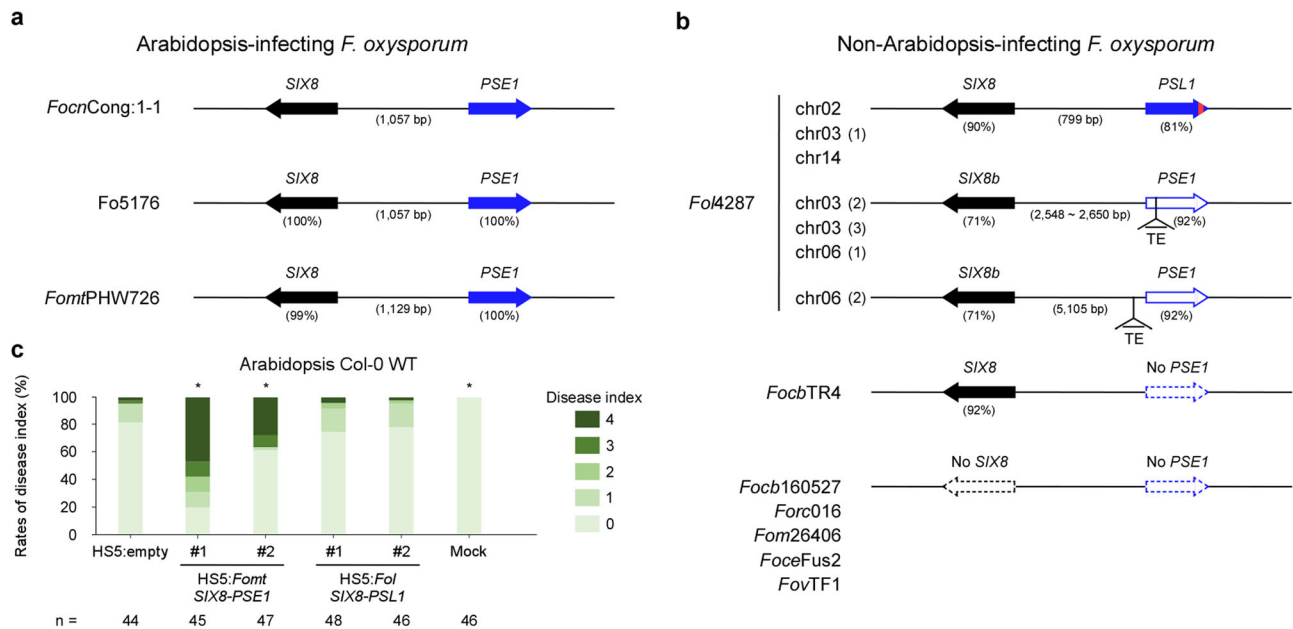 a
Arabidopsis-infecting F. oxysporum
SIX8 PSE1
FocnCong:1-1
(1,057 bp)
SIX8 PSE1
Fo5176
(100%) (1,057 bp) (100%)
SIX8 PSE1
FomtPHW726
(99%) (1,129 bp) (100%)
b
Non-Arabidopsis-infecting F. oxysporum
SIX8 PSL1
chr02
(90%) (799 bp) (81%)
chr03 (1)
chr14
SIX8b PSE1
Fol4287
chr03 (2)
(71%) (2,548 ~ 2,650 bp) (92%)
TE
chr03 (3)
chr06 (1)
SIX8b PSE1
chr06 (2)
(71%) (5,105 bp) (92%)
TE
SIX8 No PSE1
FocbTR4
(92%)
No SIX8 No PSE1
Focb160527
Forc016
Fom26406
FoceFus2
FovTF1
c
Arabidopsis Col-0 WT
Rates of disease index (%)
100
80
60
40
20
0
* * *
Disease index
4
3
2
1
0
HS5:empty #1 #2 #1 #2 Mock
HS5:Fomt HS5:Fol
SIX8-PSE1 SIX8-PSL1
n = 44 45 47 48 46 46